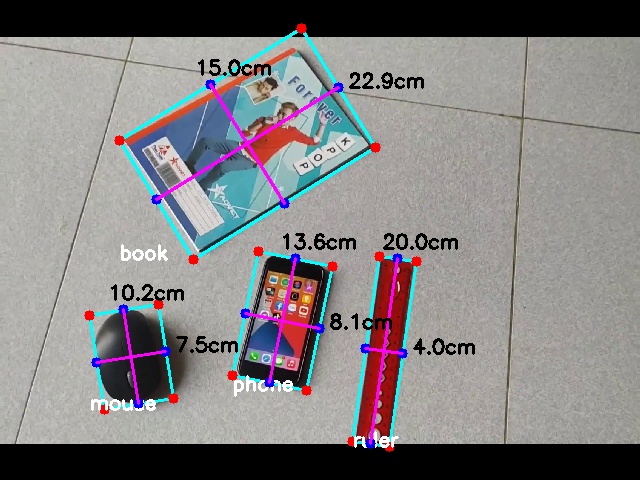 15.0cm
22.9cm
Forever
K
POP
book
13.6cm
20.0cm
10.2cm
8.1cm
7.5cm
4.0cm
phone
mouse
ruler